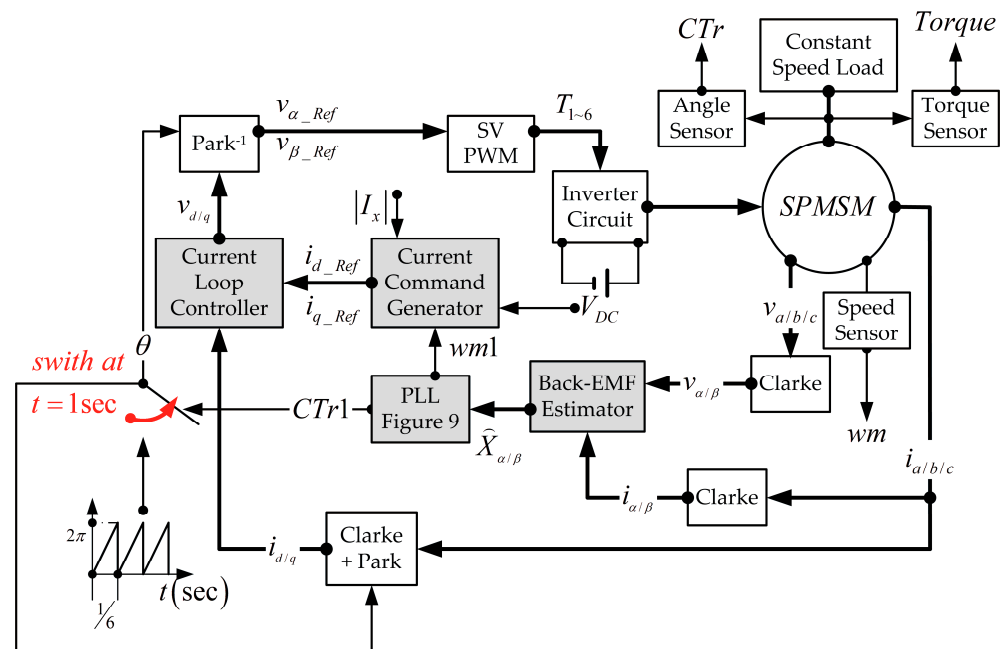 CTr
Torque
Constant
Speed Load
Angle
Sensor
Torque
Sensor
Park⁻¹
v_α_Ref
v_β_Ref
SV
PWM
T_1~6
Inverter
Circuit
SPMSM
v_d/q
|I_x|
Current
Loop
Controller
i_d_Ref
i_q_Ref
Current
Command
Generator
V_DC
v_a/b/c
Speed
Sensor
θ
wm1
swith at
t = 1sec
CTr1
PLL
Figure 9
Back-EMF
Estimator
v_α/β
Clarke
wm
X̂_α/β
i_a/b/c
i_α/β
Clarke
2π
t(sec)
1/6
i_d/q
Clarke
+ Park